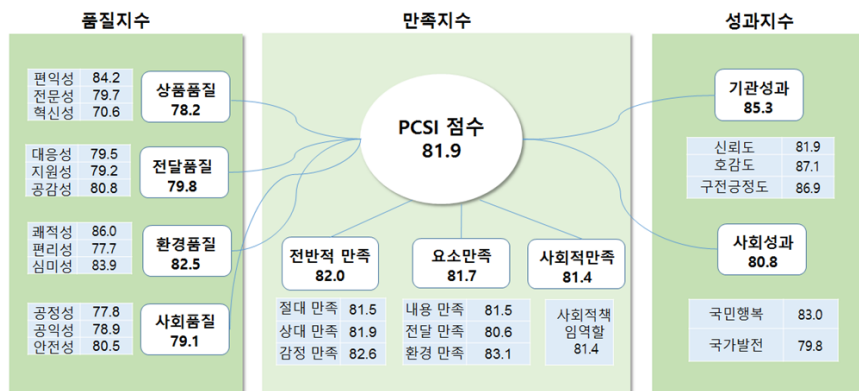 품질지수
만족지수
성과지수
편익성 84.2
전문성 79.7
혁신성 70.6
상품품질
78.2
대응성 79.5
지원성 79.2
공감성 80.8
전달품질
79.8
쾌적성 86.0
편리성 77.7
심미성 83.9
환경품질
82.5
공정성 77.8
공익성 78.9
안전성 80.5
사회품질
79.1
PCSI 점수
81.9
전반적 만족
82.0
절대 만족 81.5
상대 만족 81.9
감정 만족 82.6
요소만족
81.7
내용 만족 81.5
전달 만족 80.6
환경 만족 83.1
사회적만족
81.4
사회적책
임역할
81.4
기관성과
85.3
신뢰도 81.9
호감도 87.1
구전긍정도 86.9
사회성과
80.8
국민행복 83.0
국가발전 79.8